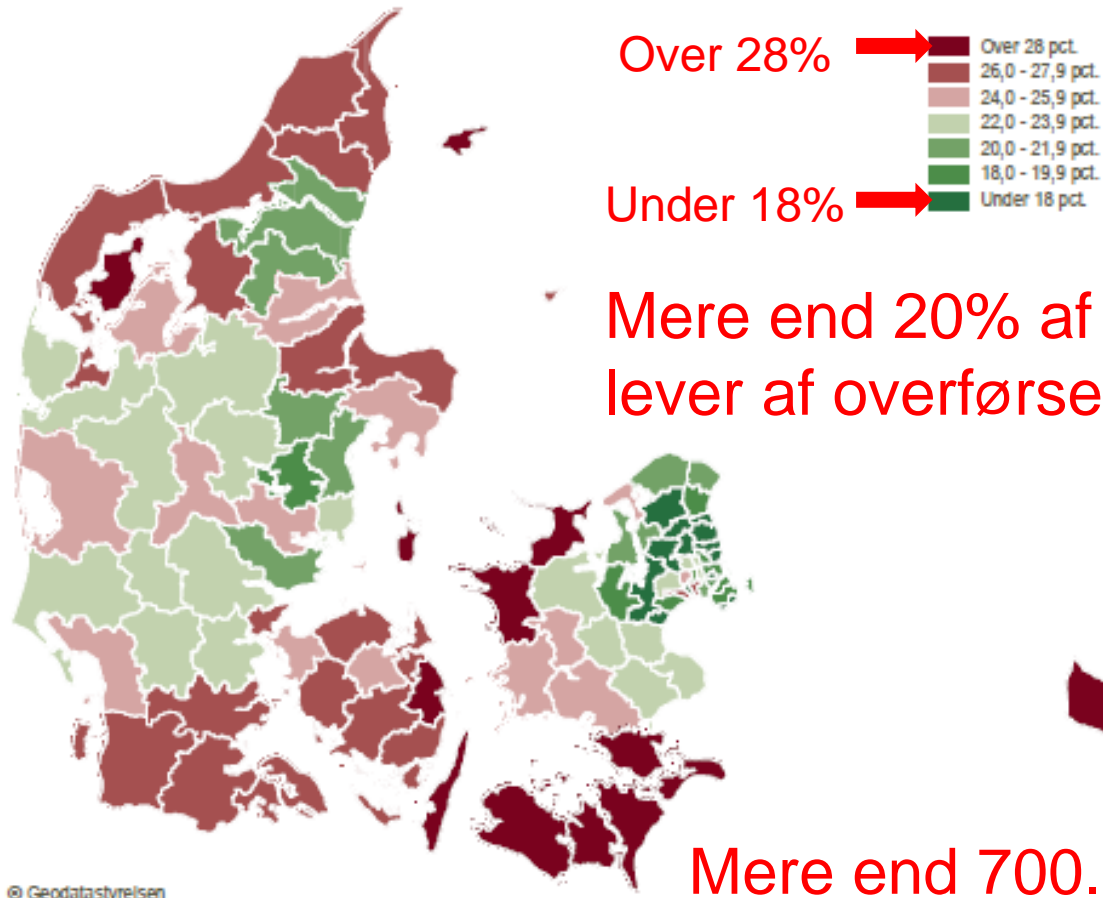 Over 28%
Over 28 pct.
26,0 - 27,9 pct.
24,0 - 25,9 pct.
22,0 - 23,9 pct.
20,0 - 21,9 pct.
18,0 - 19,9 pct.
Under 18 pct.
Under 18%
Mere end 20% af
lever af overførse
Mere end 700.
© Geodatastyrelsen